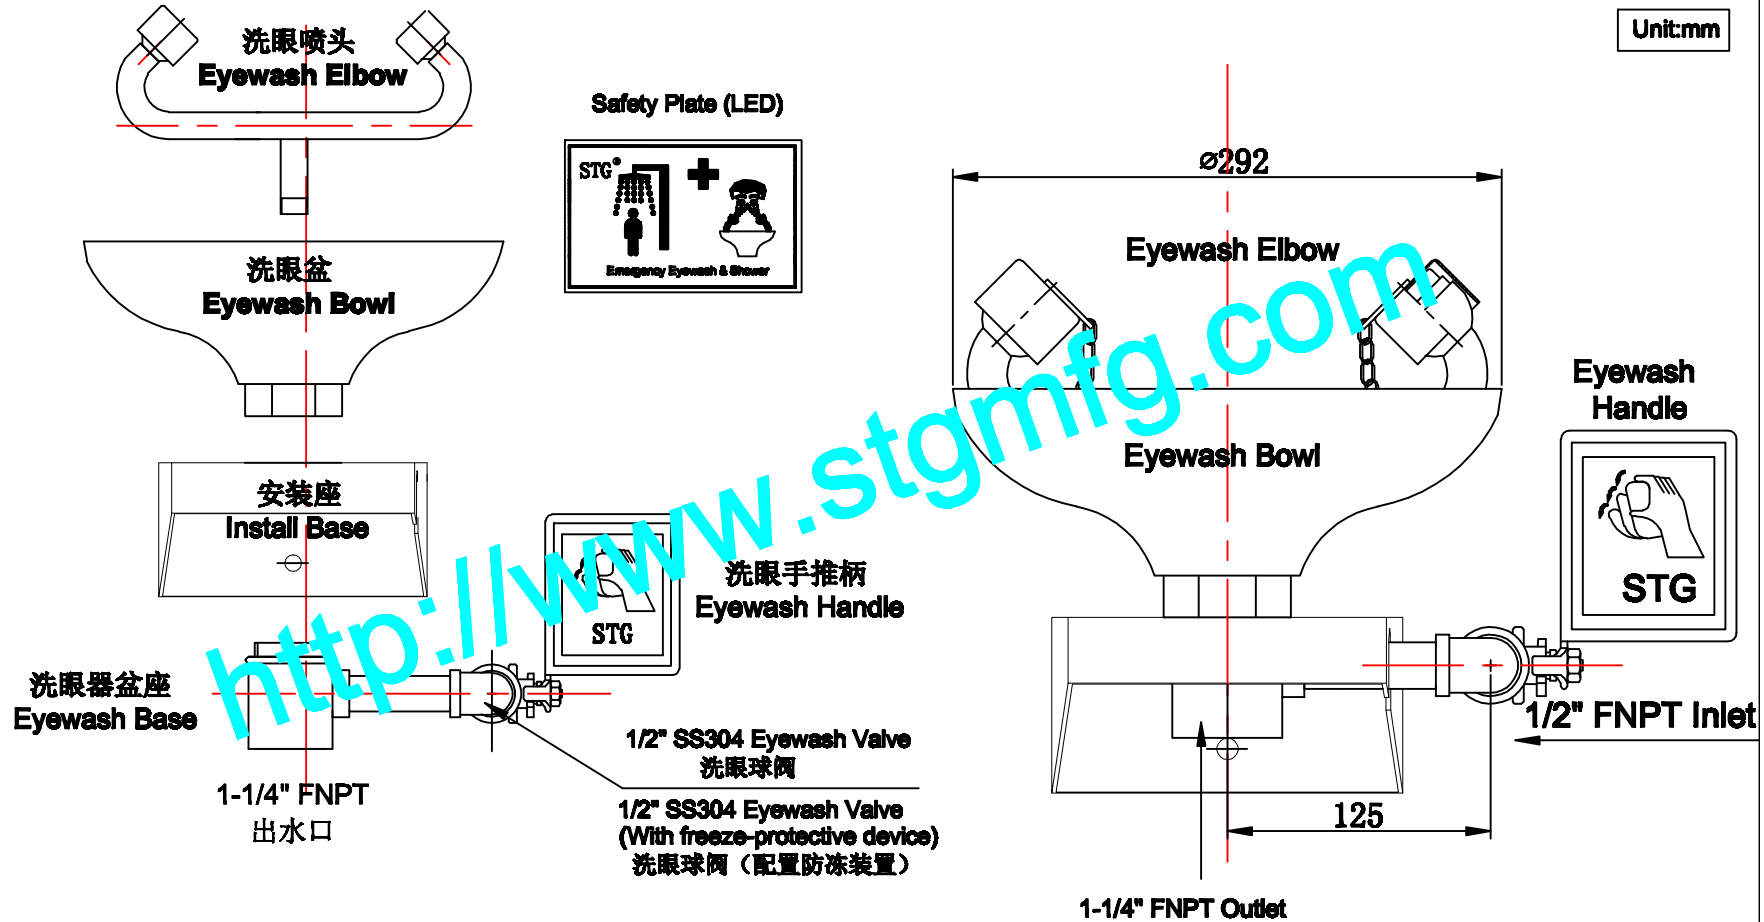 洗眼喷头
Eyewash Elbow
Unit:mm
Safety Plate (LED)
STG®
Emergency Eyewash & Shower
洗眼盆
Eyewash Bowl
安装座
Install Base
洗眼手推柄
Eyewash Handle
STG
洗眼器盆座
Eyewash Base
1/2" SS304 Eyewash Valve
洗眼球阀
1/2" SS304 Eyewash Valve
(With freeze-protective device)
洗眼球阀（配置防冻装置）
1-1/4" FNPT
出水口
⌀292
Eyewash Elbow
Eyewash Bowl
Eyewash
Handle
STG
1/2" FNPT Inlet
125
1-1/4" FNPT Outlet
http://www.stgmfg.com